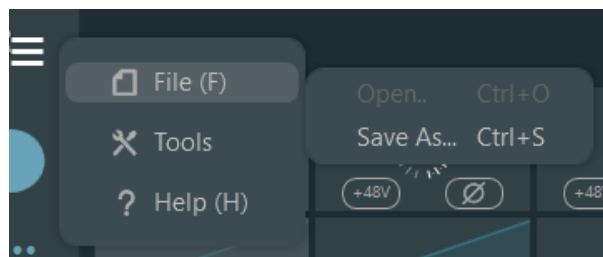 File (F)
Open.. Ctrl+O
Save As... Ctrl+S
Tools
Help (H)
+48V
+48